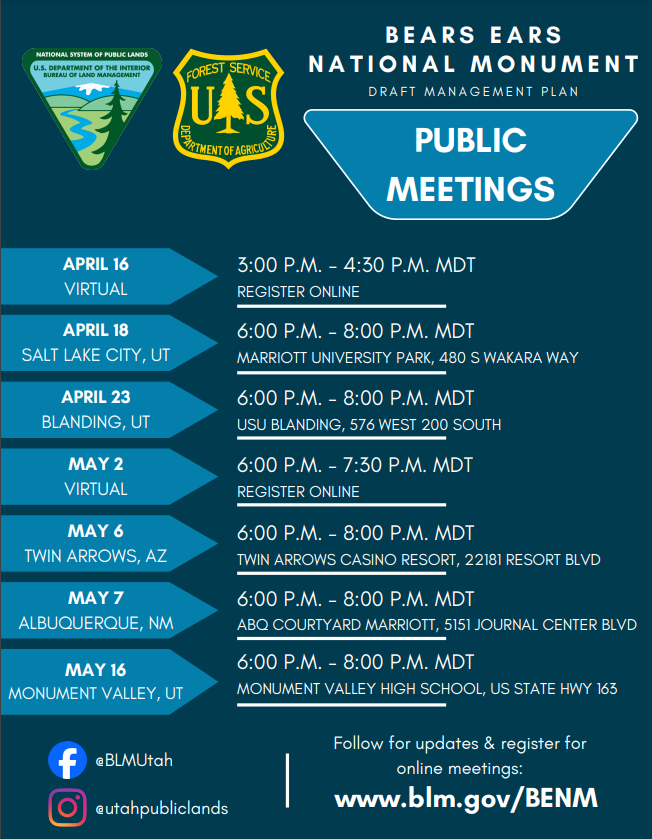 NATIONAL SYSTEM OF PUBLIC LANDS
U.S. DEPARTMENT OF THE INTERIOR
BUREAU OF LAND MANAGEMENT
FOREST SERVICE
U S
DEPARTMENT OF AGRICULTURE
BEARS EARS
NATIONAL MONUMENT
DRAFT MANAGEMENT PLAN
PUBLIC
MEETINGS
APRIL 16
VIRTUAL
3:00 P.M. - 4:30 P.M. MDT
REGISTER ONLINE
APRIL 18
SALT LAKE CITY, UT
6:00 P.M. - 8:00 P.M. MDT
MARRIOTT UNIVERSITY PARK, 480 S WAKARA WAY
APRIL 23
BLANDING, UT
6:00 P.M. - 8:00 P.M. MDT
USU BLANDING, 576 WEST 200 SOUTH
MAY 2
VIRTUAL
6:00 P.M. - 7:30 P.M. MDT
REGISTER ONLINE
MAY 6
TWIN ARROWS, AZ
6:00 P.M. - 8:00 P.M. MDT
TWIN ARROWS CASINO RESORT, 22181 RESORT BLVD
MAY 7
ALBUQUERQUE, NM
6:00 P.M. - 8:00 P.M. MDT
ABQ COURTYARD MARRIOTT, 5151 JOURNAL CENTER BLVD
MAY 16
MONUMENT VALLEY, UT
6:00 P.M. - 8:00 P.M. MDT
MONUMENT VALLEY HIGH SCHOOL, US STATE HWY 163
@BLMUtah
@utahpubliclands
Follow for updates & register for
online meetings:
www.blm.gov/BENM